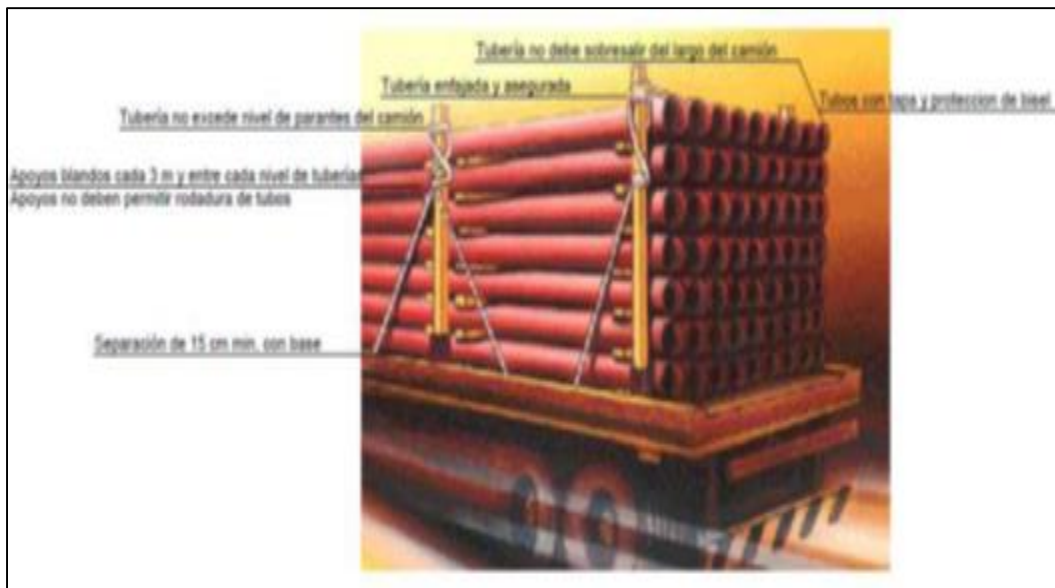 Tubería no debe sobresalir del largo del camión
Tubería enfajada y asegurada
Tubos con tapa y proteccion de bisel
Tubería no excede nivel de parantes del camión
Apoyos blandos cada 3 m y entre cada nivel de tuberías
Apoyos no deben permitir rodadura de tubos
Separación de 15 cm min. con base